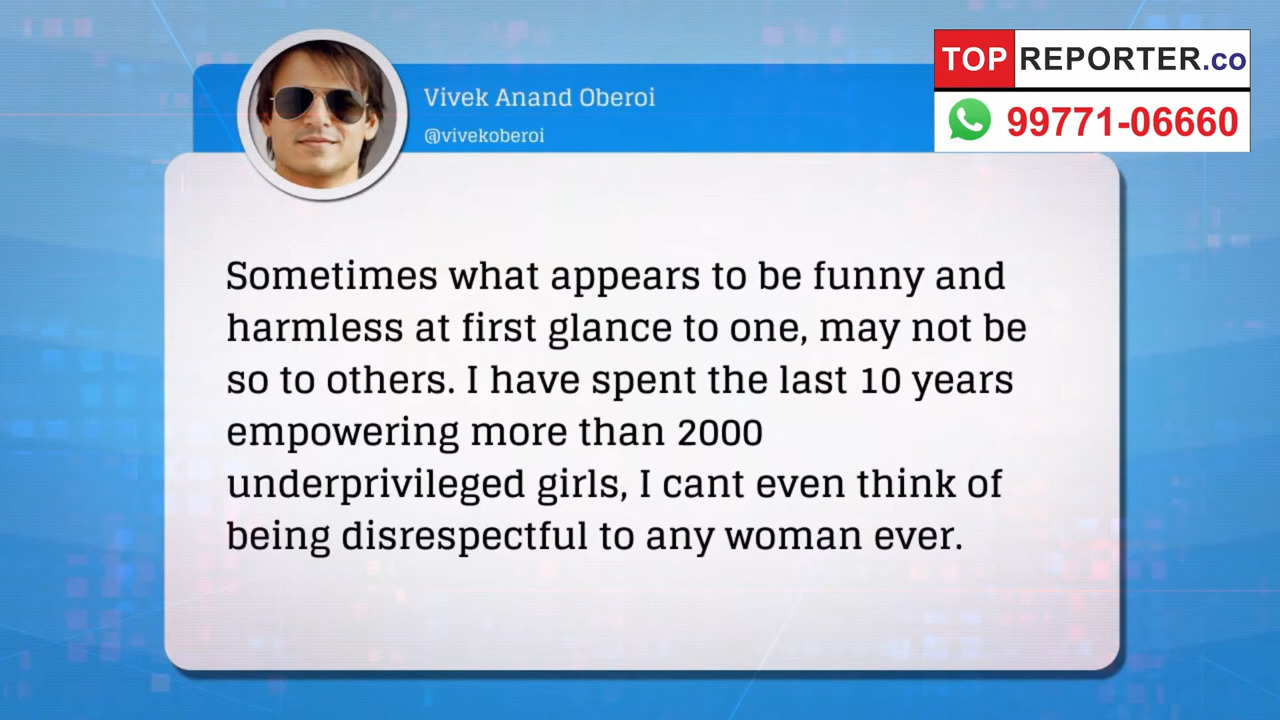 TOP REPORTER.co
99771-06660
Vivek Anand Oberoi
@vivekoberoi
Sometimes what appears to be funny and
harmless at first glance to one, may not be
so to others. I have spent the last 10 years
empowering more than 2000
underprivileged girls, I cant even think of
being disrespectful to any woman ever.